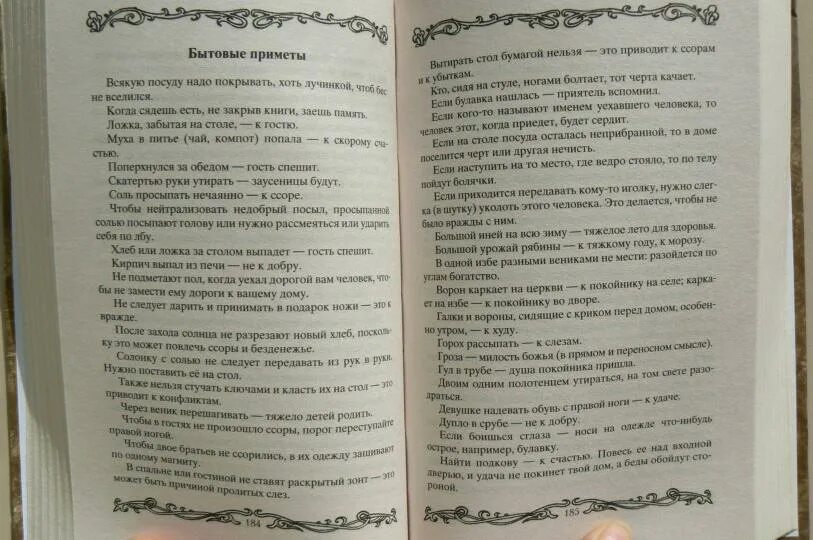 Бытовые приметы
Всякую посуду надо покрывать, хоть лучинкой, чтоб бес
не вселился.
Когда сядешь есть, не закрыв книги, заешь память.
Ложка, забытая на столе, — к гостю.
Муха в питье (чай, компот) попала — к скорому сча-
стью.
Поперхнулся за обедом — гость спешит.
Скатертью руки утирать — заусеницы будут.
Соль просыпать нечаянно — к ссоре.
Чтобы нейтрализовать недобрый посыл, просыпанной
солью посыпают голову или нужно рассмеяться или ударить
себя по лбу.
Хлеб или ложка за столом выпадет — гость спешит.
Кирпич выпал из печи — не к добру.
Не подметают пол, когда уехал дорогой вам человек, что-
бы не замести ему дороги к вашему дому.
Не следует дарить и принимать в подарок ножи — это к
вражде.
После захода солнца не разрезают новый хлеб, посколь-
ку это может повлечь ссоры и безденежье.
Солонку с солью не следует передавать из рук в руки.
Нужно поставить её на стол.
Также нельзя стучать ключами и класть их на стол — это
приводит к конфликтам.
Через веник перешагивать — тяжело детей родить.
Чтобы в гостях не произошло ссоры, порог переступайте
правой ногой.
Чтобы двое братьев не ссорились, в их одежду зашивают
по одному магниту.
В спальне или гостиной не ставят раскрытый зонт — это
может быть причиной пролитых слез.
184
Вытирать стол бумагой нельзя — это приводит к ссорам
и к убыткам.
Кто, сидя на стуле, ногами болтает, тот черта качает.
Если булавка нашлась — приятель вспомнил.
Если кого-то называют именем уехавшего человека, то
человек этот, когда приедет, будет сердит.
Если на столе посуда осталась неприбранной, то в доме
поселится черт или другая нечисть.
Если наступить на то место, где ведро стояло, то по телу
пойдут болячки.
Если приходится передавать кому-то иголку, нужно слег-
ка (в шутку) уколоть этого человека. Это делается, чтобы не
было вражды с ним.
Большой иней на всю зиму — тяжелое лето для здоровья.
Большой урожай рябины — к тяжкому году, к морозу.
В одной избе разными вениками не мести: разойдется по
углам богатство.
Ворон каркает на церкви — к покойнику на селе; карка-
ет на избе — к покойнику во дворе.
Галки и вороны, сидящие с криком перед домом, особен-
но утром, — к худу.
Горох рассыпать — к слезам.
Гроза — милость божья (в прямом и переносном смысле).
Гул в трубе — душа покойника пришла.
Двоим одним полотенцем утираться, на том свете разо-
драться.
Девушке надевать обувь с правой ноги — к удаче.
Дупло в срубе — не к добру.
Если боишься сглаза — носи на одежде что-нибудь
острое, например, булавку.
Найти подкову — к счастью. Повесь ее над входной
дверью, и удача не покинет твой дом, а беды обойдут сто-
роной.
185